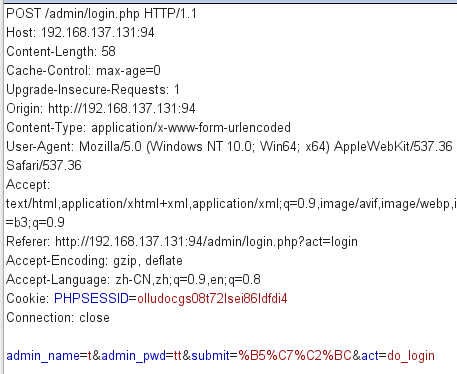 POST /admin/login.php HTTP/1.1
Host: 192.168.137.131:94
Content-Length: 58
Cache-Control: max-age=0
Upgrade-Insecure-Requests: 1
Origin: http://192.168.137.131:94
Content-Type: application/x-www-form-urlencoded
User-Agent: Mozilla/5.0 (Windows NT 10.0; Win64; x64) AppleWebKit/537.36
Safari/537.36
Accept:
text/html,application/xhtml+xml,application/xml;q=0.9,image/avif,image/webp,i
=b3;q=0.9
Referer: http://192.168.137.131:94/admin/login.php?act=login
Accept-Encoding: gzip, deflate
Accept-Language: zh-CN,zh;q=0.9,en;q=0.8
Cookie: PHPSESSID=olludocgs08t72lsei86ldfdi4
Connection: close
admin_name=t&admin_pwd=tt&submit=%B5%C7%C2%BC&act=do_login